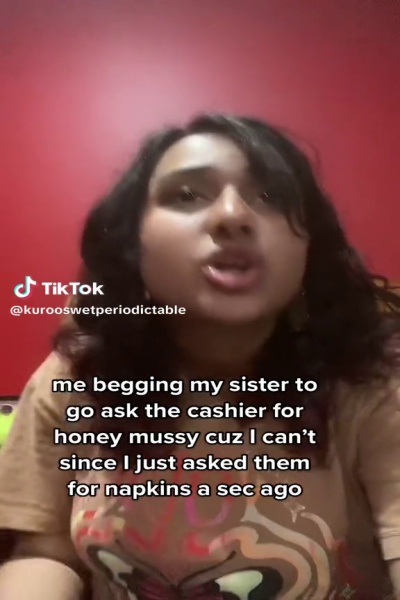 TikTok
@kurooswetperiodictable
me begging my sister to
go ask the cashier for
honey mussy cuz I can't
since I just asked them
for napkins a sec ago